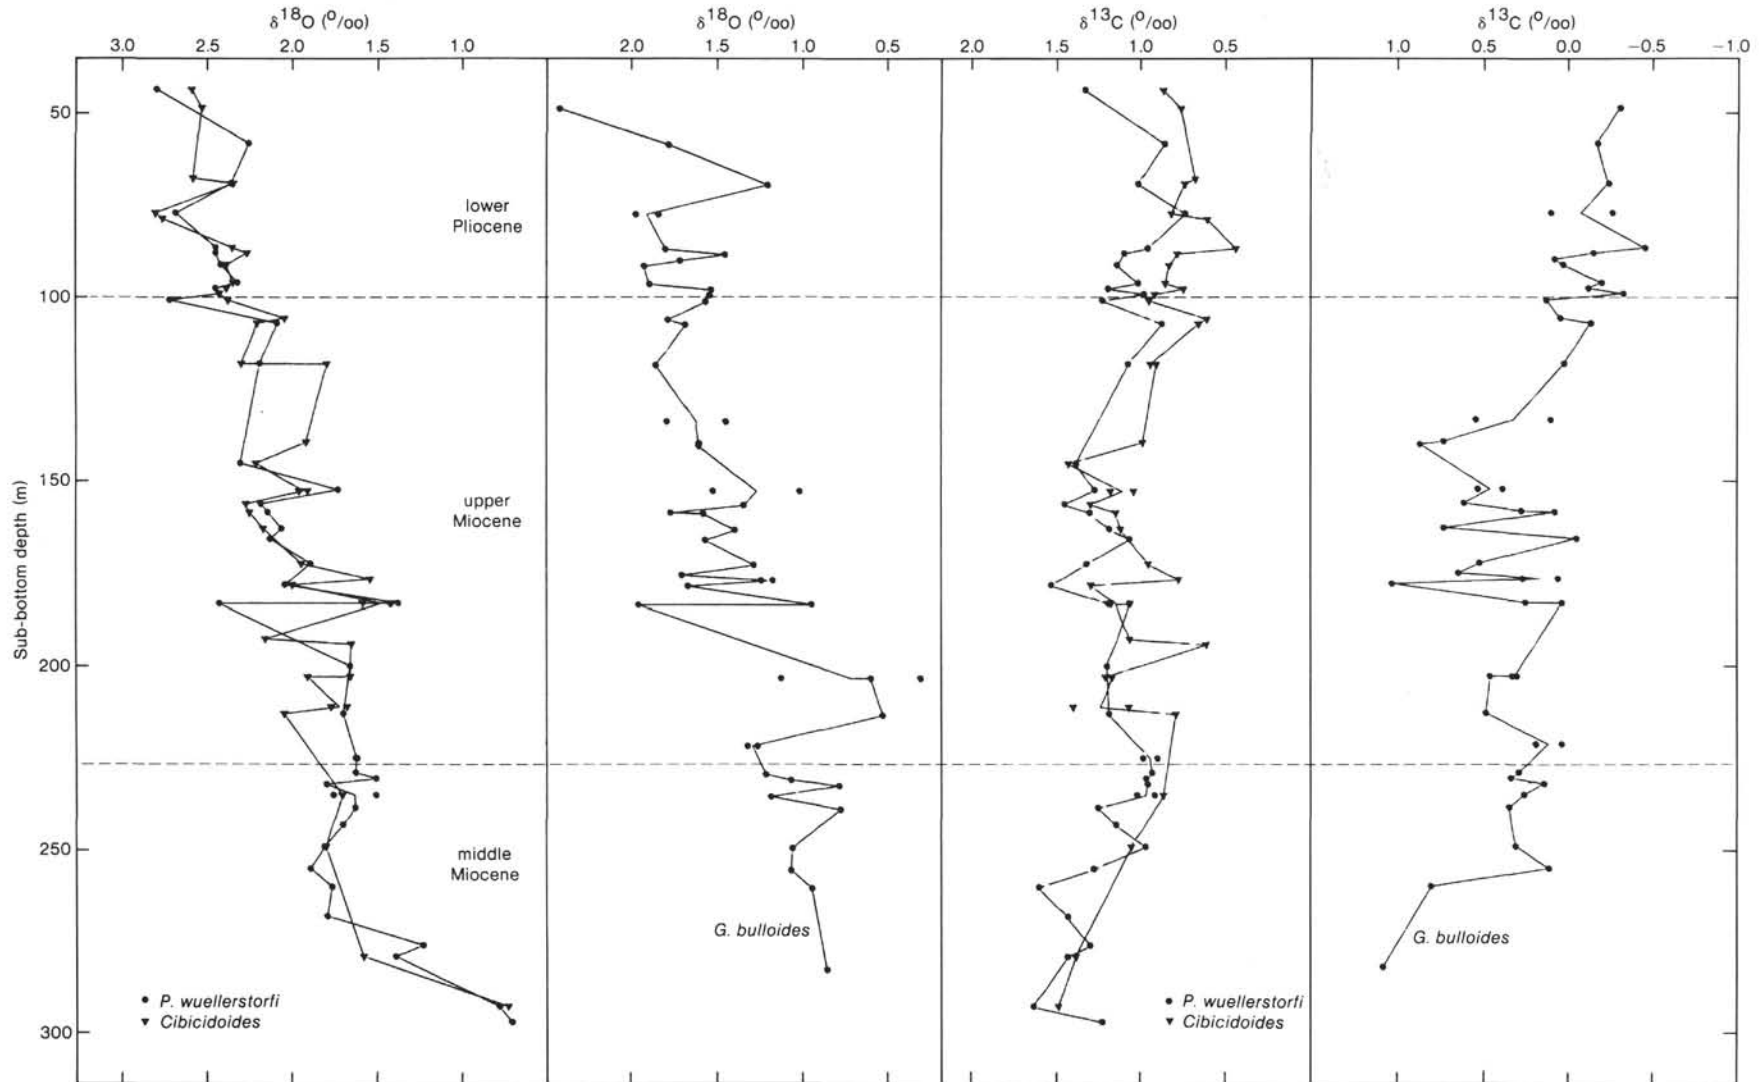 δ18O (o/oo) δ18O (o/oo) δ13C (o/oo) δ13C (o/oo)
3.0 2.5 2.0 1.5 1.0 2.0 1.5 1.0 0.5 2.0 1.5 1.0 0.5 1.0 0.5 0.0 −0.5 −1.0
50
lower
Pliocene
100
150
upper
Miocene
Sub-bottom depth (m)
200
250
middle
Miocene
G. bulloides G. bulloides
P. wuellerstorfi P. wuellerstorfi
Cibicidoides Cibicidoides
300